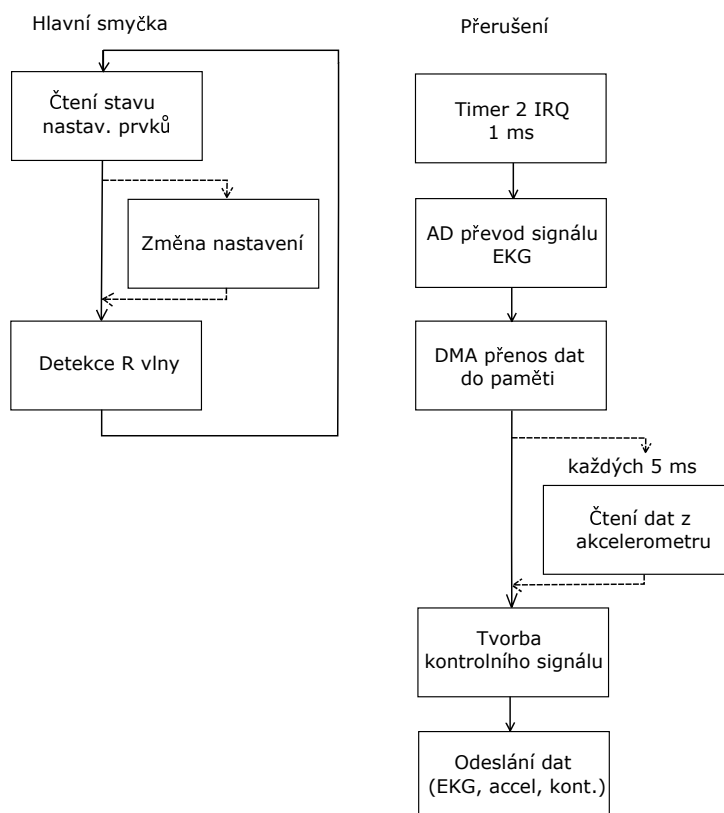 Hlavní smyčka
Čtení stavu
nastav. prvků
Změna nastavení
Detekce R vlny
Přerušení
Timer 2 IRQ
1 ms
AD převod signálu
EKG
DMA přenos dat
do paměti
každých 5 ms
Čtení dat z
akcelerometru
Tvorba
kontrolního signálu
Odeslání dat
(EKG, accel, kont.)